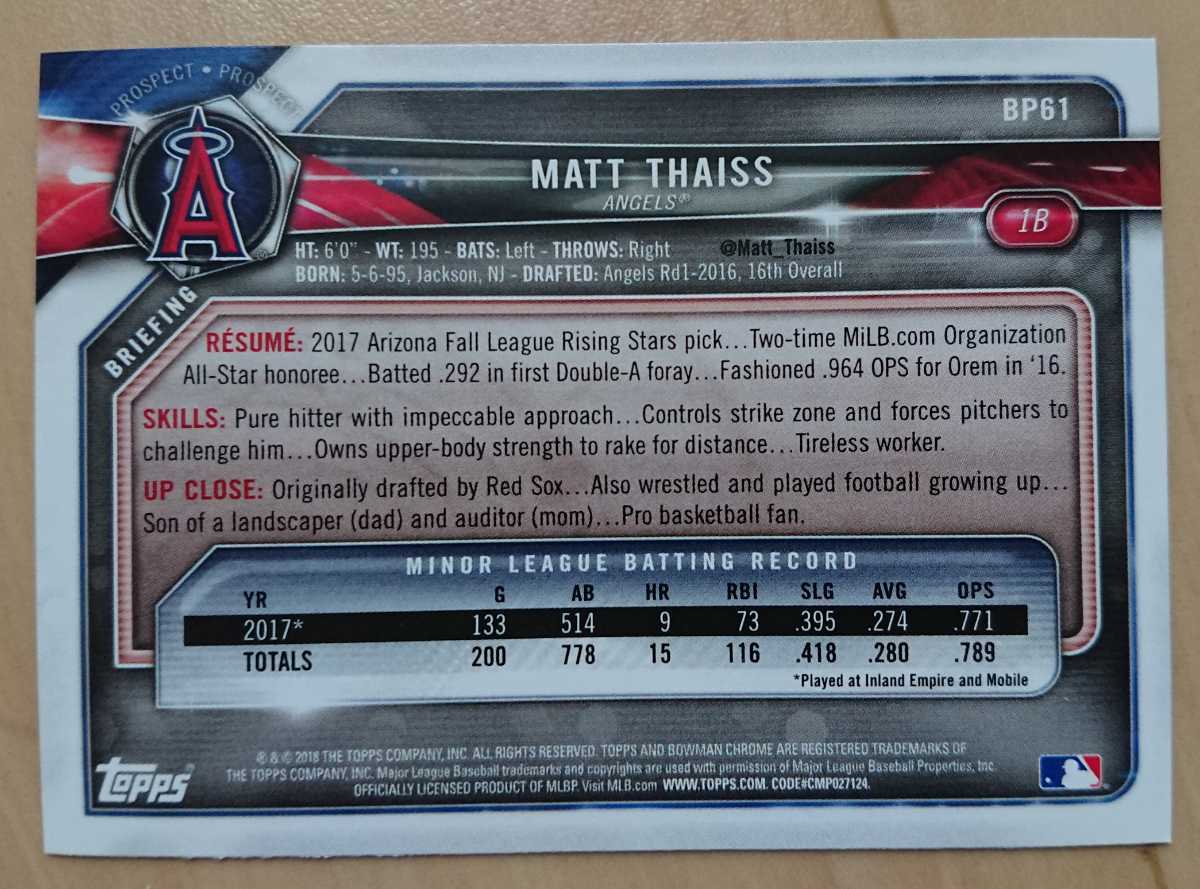 PROSPECT • PROSPECT
BP61
A
MATT THAISS
ANGELS®
1B
HT: 6'0" - WT: 195 - BATS: Left - THROWS: Right @Matt_Thaiss
BORN: 5-6-95, Jackson, NJ - DRAFTED: Angels Rd1-2016, 16th Overall
BRIEFING
RÉSUMÉ: 2017 Arizona Fall League Rising Stars pick...Two-time MiLB.com Organization
All-Star honoree...Batted .292 in first Double-A foray...Fashioned .964 OPS for Orem in '16.
SKILLS: Pure hitter with impeccable approach...Controls strike zone and forces pitchers to
challenge him...Owns upper-body strength to rake for distance...Tireless worker.
UP CLOSE: Originally drafted by Red Sox...Also wrestled and played football growing up...
Son of a landscaper (dad) and auditor (mom)...Pro basketball fan.
MINOR LEAGUE BATTING RECORD
YR G AB HR RBI SLG AVG OPS
2017* 133 514 9 73 .395 .274 .771
TOTALS 200 778 15 116 .418 .280 .789
*Played at Inland Empire and Mobile
® & © 2018 THE TOPPS COMPANY, INC. ALL RIGHTS RESERVED. TOPPS AND BOWMAN CHROME ARE REGISTERED TRADEMARKS OF
THE TOPPS COMPANY, INC. Major League Baseball trademarks and copyrights are used with permission of Major League Baseball Properties, Inc.
OFFICIALLY LICENSED PRODUCT OF MLBP. Visit MLB.com WWW.TOPPS.COM. CODE#CMP027124.
Topps